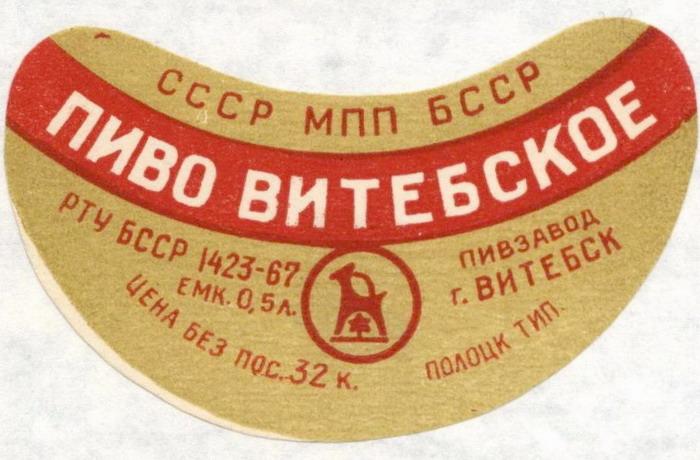 СССР МПП БССР
ПИВО ВИТЕБСКОЕ
РТУ БССР 1423-67
ЕМК. 0,5л.
ЦЕНА БЕЗ ПОС. 32 к.
ПИВЗАВОД
г. ВИТЕБСК
ПОЛОЦК ТИП.